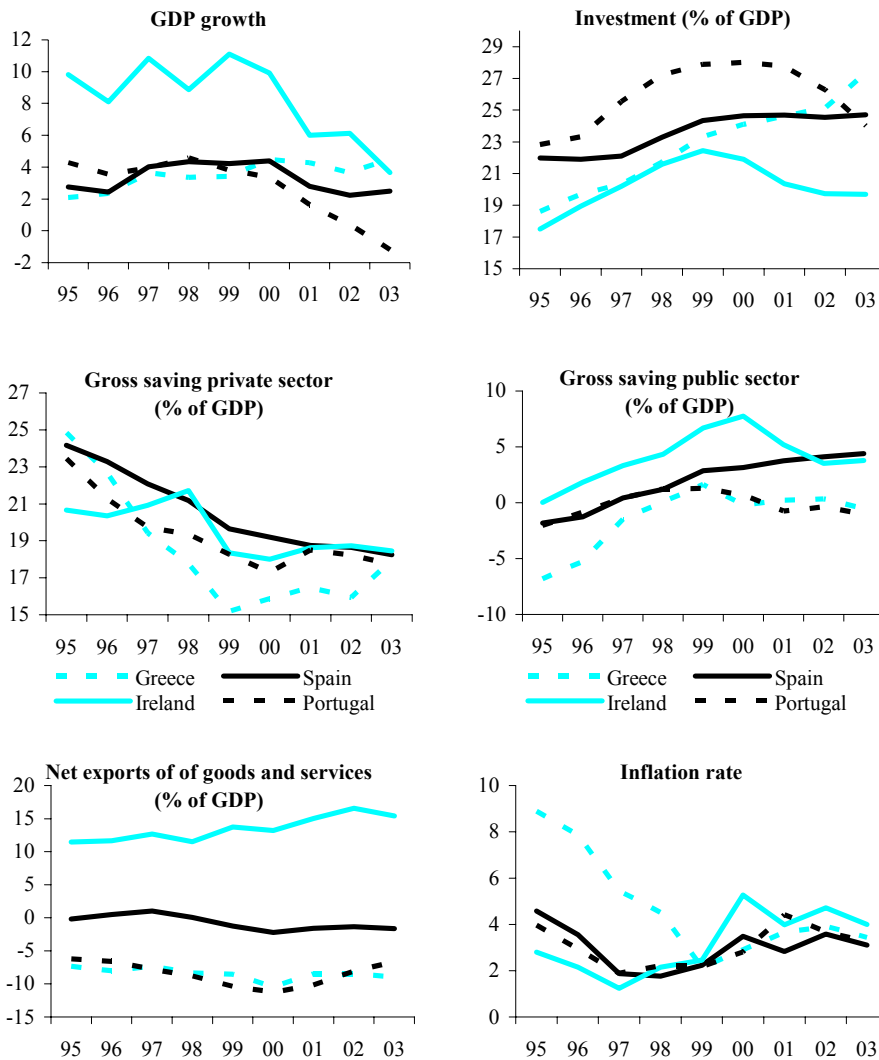 GDP growth
12
10
8
6
4
2
0
-2
95 96 97 98 99 00 01 02 03
Investment (% of GDP)
29
27
25
23
21
19
17
15
95 96 97 98 99 00 01 02 03
Gross saving private sector
(% of GDP)
27
25
23
21
19
17
15
95 96 97 98 99 00 01 02 03
Greece Spain
Ireland Portugal
Gross saving public sector
(% of GDP)
10
5
0
-5
-10
95 96 97 98 99 00 01 02 03
Greece Spain
Ireland Portugal
Net exports of of goods and services
(% of GDP)
20
15
10
5
0
-5
-10
-15
95 96 97 98 99 00 01 02 03
Inflation rate
10
8
6
4
2
0
95 96 97 98 99 00 01 02 03